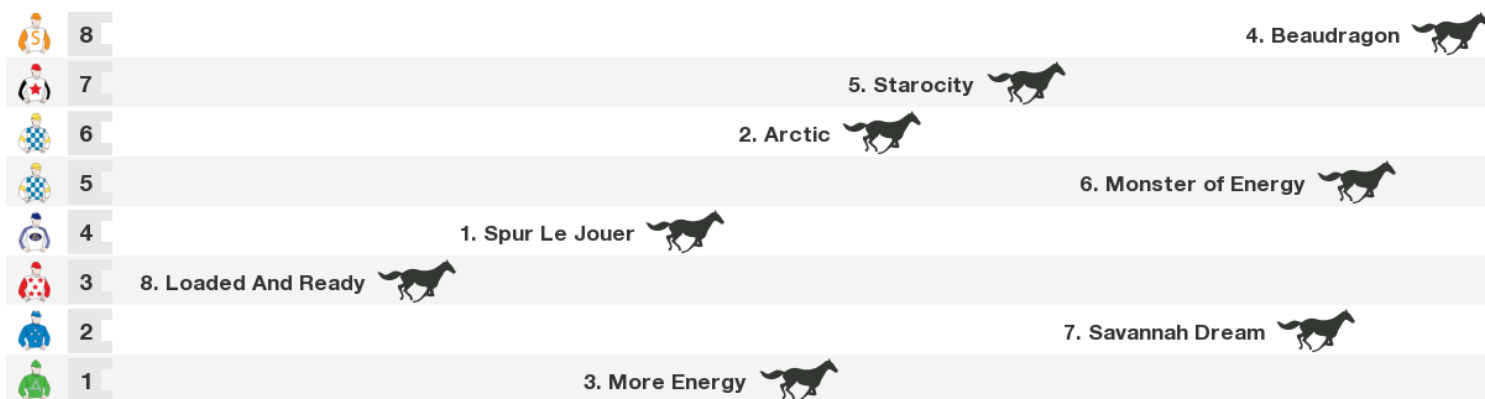 S 8 4. Beaudragon
7 5. Starocity
6 2. Arctic
5 6. Monster of Energy
4 1. Spur Le Jouer
3 8. Loaded And Ready
2 7. Savannah Dream
1 3. More Energy